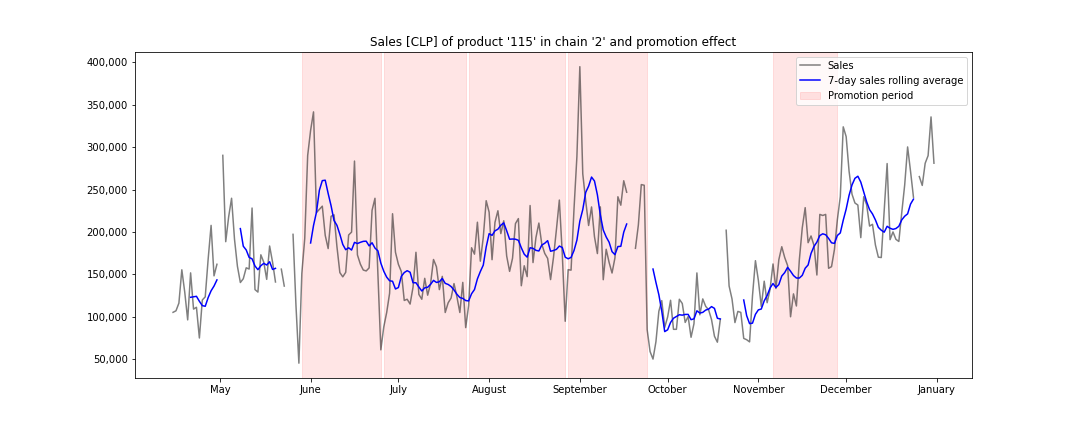 Sales [CLP] of product '115' in chain '2' and promotion effect
400,000
350,000
300,000
250,000
200,000
150,000
100,000
50,000
Sales
7-day sales rolling average
Promotion period
May June July August September October November December January